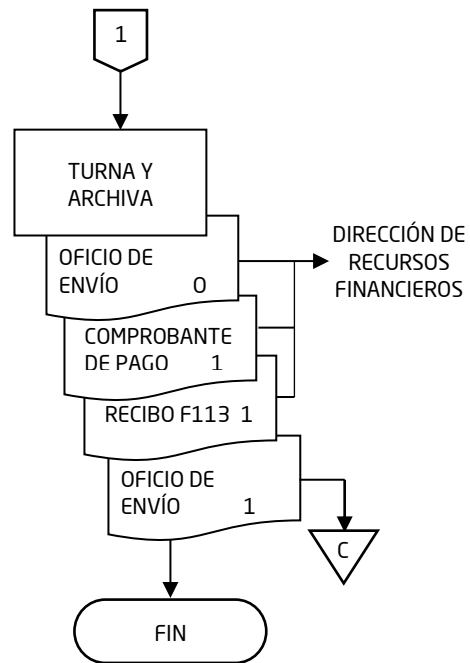 1
TURNA Y
ARCHIVA
OFICIO DE
ENVÍO 0
DIRECCIÓN DE
RECURSOS
FINANCIEROS
COMPROBANTE
DE PAGO 1
RECIBO F113 1
OFICIO DE
ENVÍO 1
C
FIN